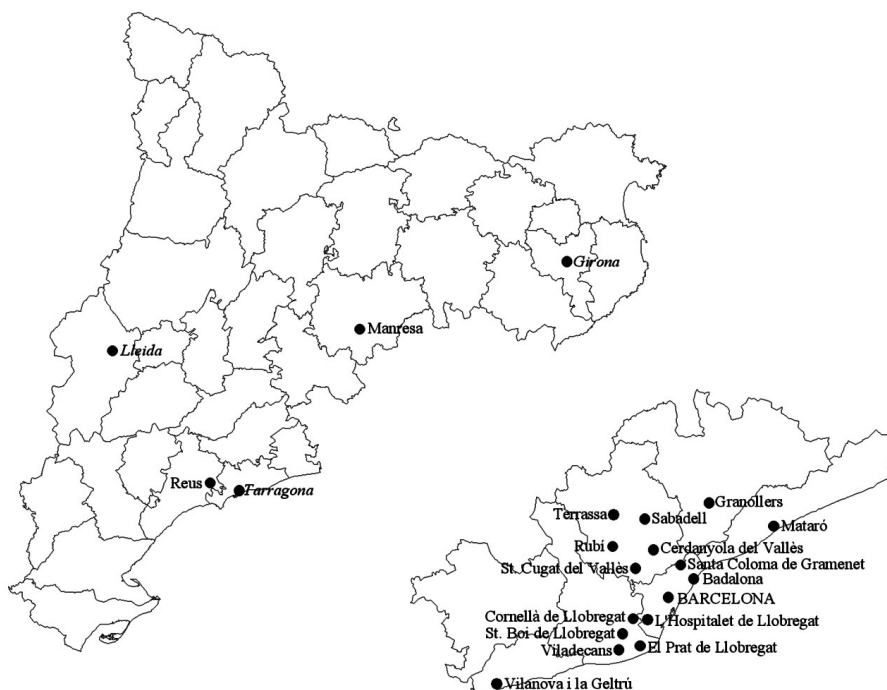 Girona
Manresa
Lleida
Reus
Tarragona
Granollers
Terrassa
Sabadell
Mataró
Rubí
Cerdanyola del Vallès
St. Cugat del Vallès
Santa Coloma de Gramenet
Badalona
BARCELONA
Cornellà de Llobregat
L'Hospitalet de Llobregat
St. Boi de Llobregat
Viladecans
El Prat de Llobregat
Vilanova i la Geltrú